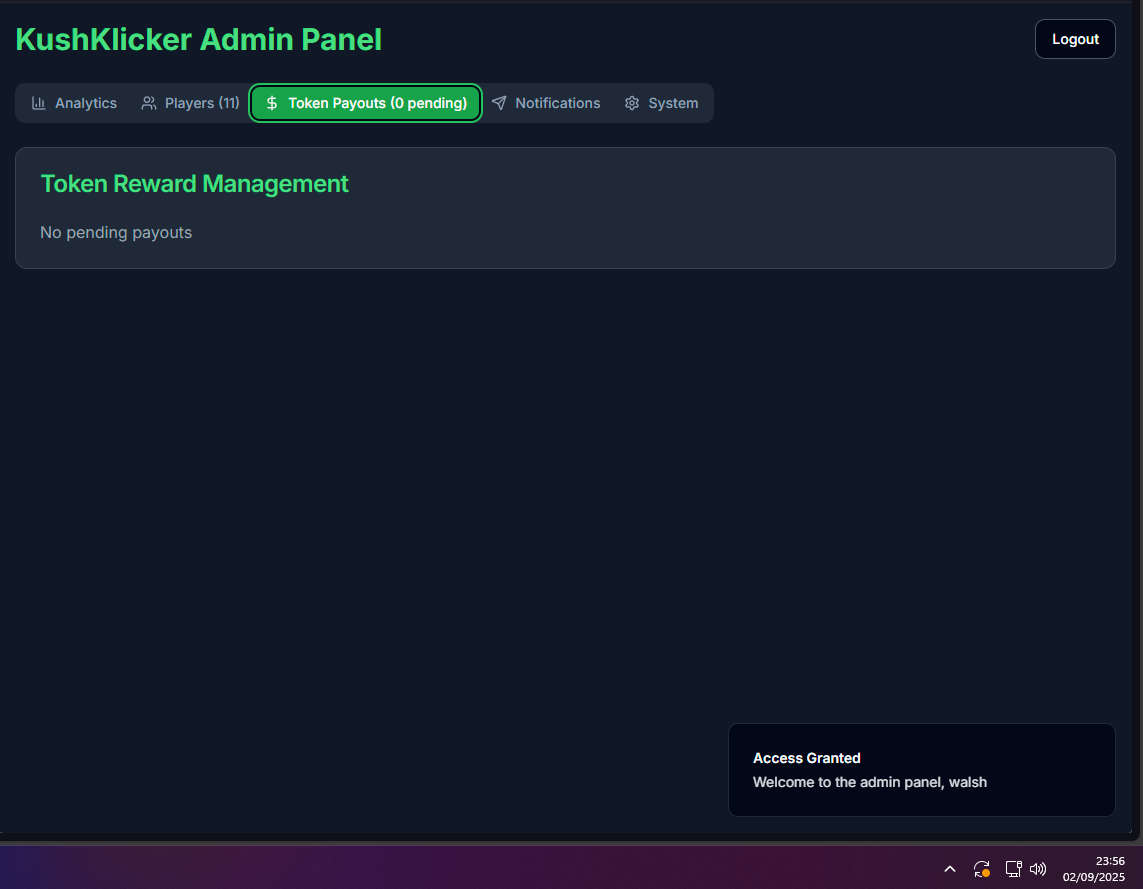 KushKlicker Admin Panel
Logout
Analytics
Players (11)
Token Payouts (0 pending)
Notifications
System
Token Reward Management
No pending payouts
Access Granted
Welcome to the admin panel, walsh
23:56
02/09/2025